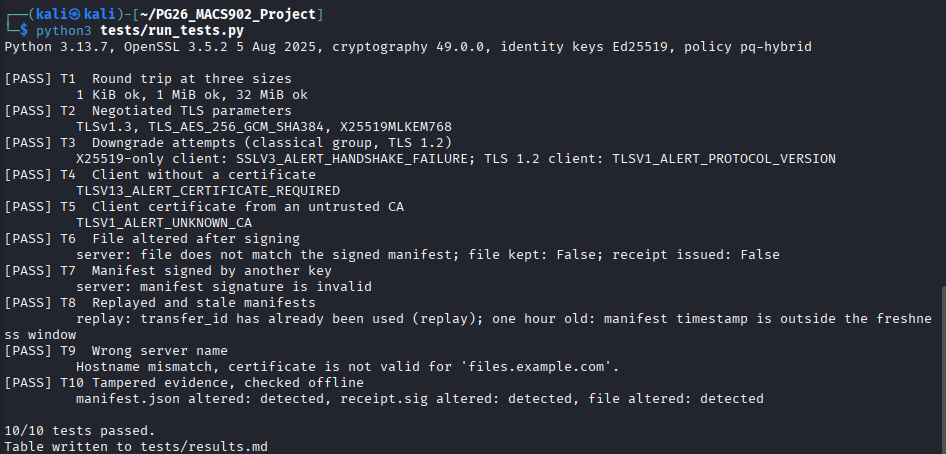 ┌──(kali㉿kali)-[~/PG26_MACS902_Project]
└─$ python3 tests/run_tests.py
Python 3.13.7, OpenSSL 3.5.2 5 Aug 2025, cryptography 49.0.0, identity keys Ed25519, policy pq-hybrid
[PASS] T1  Round trip at three sizes
1 KiB ok, 1 MiB ok, 32 MiB ok
[PASS] T2  Negotiated TLS parameters
TLSv1.3, TLS_AES_256_GCM_SHA384, X25519MLKEM768
[PASS] T3  Downgrade attempts (classical group, TLS 1.2)
X25519-only client: SSLV3_ALERT_HANDSHAKE_FAILURE; TLS 1.2 client: TLSV1_ALERT_PROTOCOL_VERSION
[PASS] T4  Client without a certificate
TLSV13_ALERT_CERTIFICATE_REQUIRED
[PASS] T5  Client certificate from an untrusted CA
TLSV1_ALERT_UNKNOWN_CA
[PASS] T6  File altered after signing
server: file does not match the signed manifest; file kept: False; receipt issued: False
[PASS] T7  Manifest signed by another key
server: manifest signature is invalid
[PASS] T8  Replayed and stale manifests
replay: transfer_id has already been used (replay); one hour old: manifest timestamp is outside the freshne
ss window
[PASS] T9  Wrong server name
Hostname mismatch, certificate is not valid for 'files.example.com'.
[PASS] T10 Tampered evidence, checked offline
manifest.json altered: detected, receipt.sig altered: detected, file altered: detected
10/10 tests passed.
Table written to tests/results.md